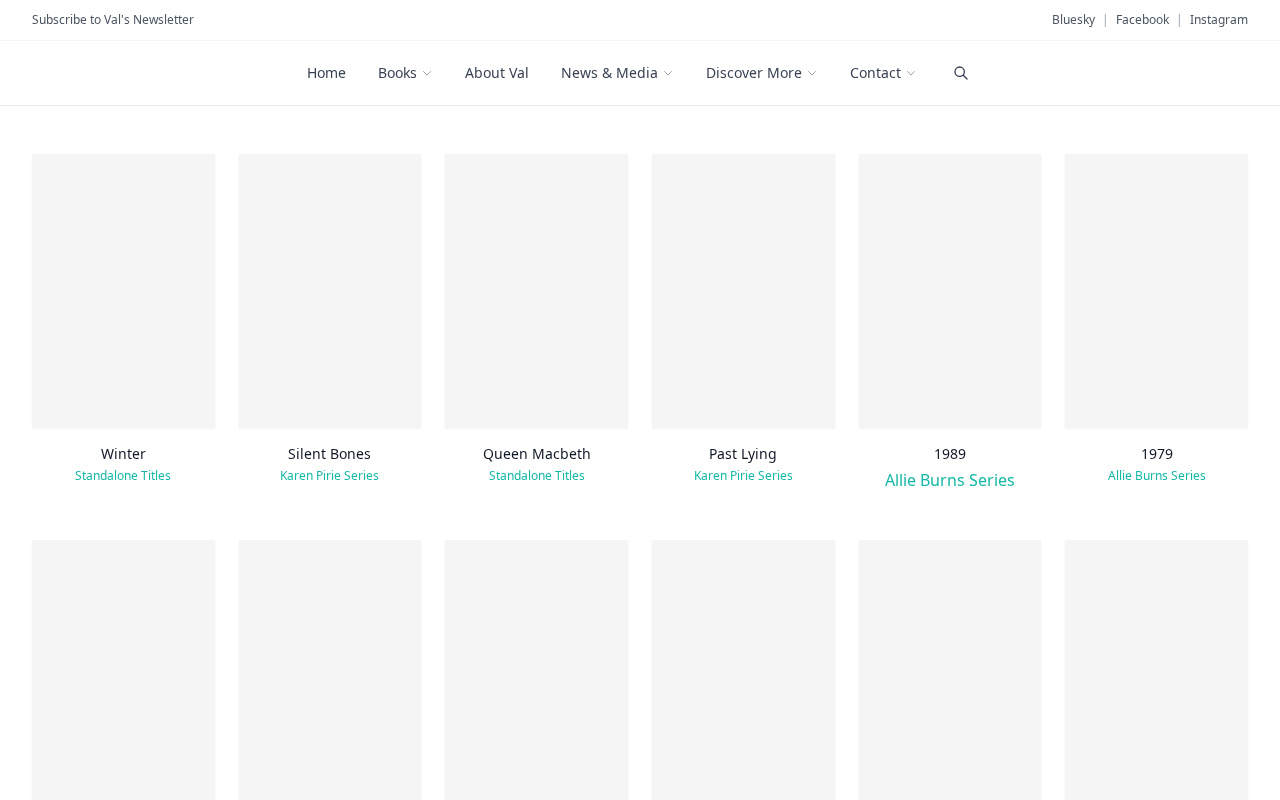 Subscribe to Val's Newsletter
Bluesky | Facebook | Instagram
Home Books About Val News & Media Discover More Contact
Winter
Standalone Titles
Silent Bones
Karen Pirie Series
Queen Macbeth
Standalone Titles
Past Lying
Karen Pirie Series
1989
Allie Burns Series
1979
Allie Burns Series